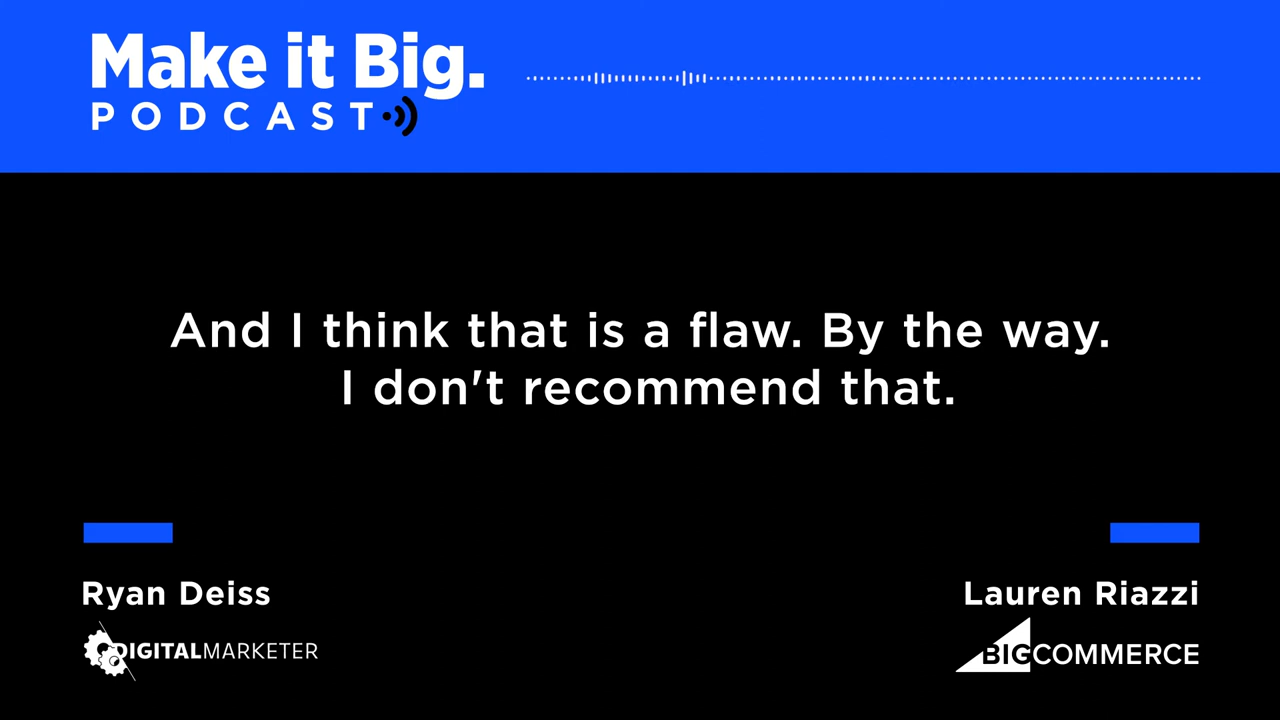 Make it Big.
PODCAST
And I think that is a flaw. By the way.
I don't recommend that.
Ryan Deiss
Lauren Riazzi
DIGITALMARKETER
BIGCOMMERCE